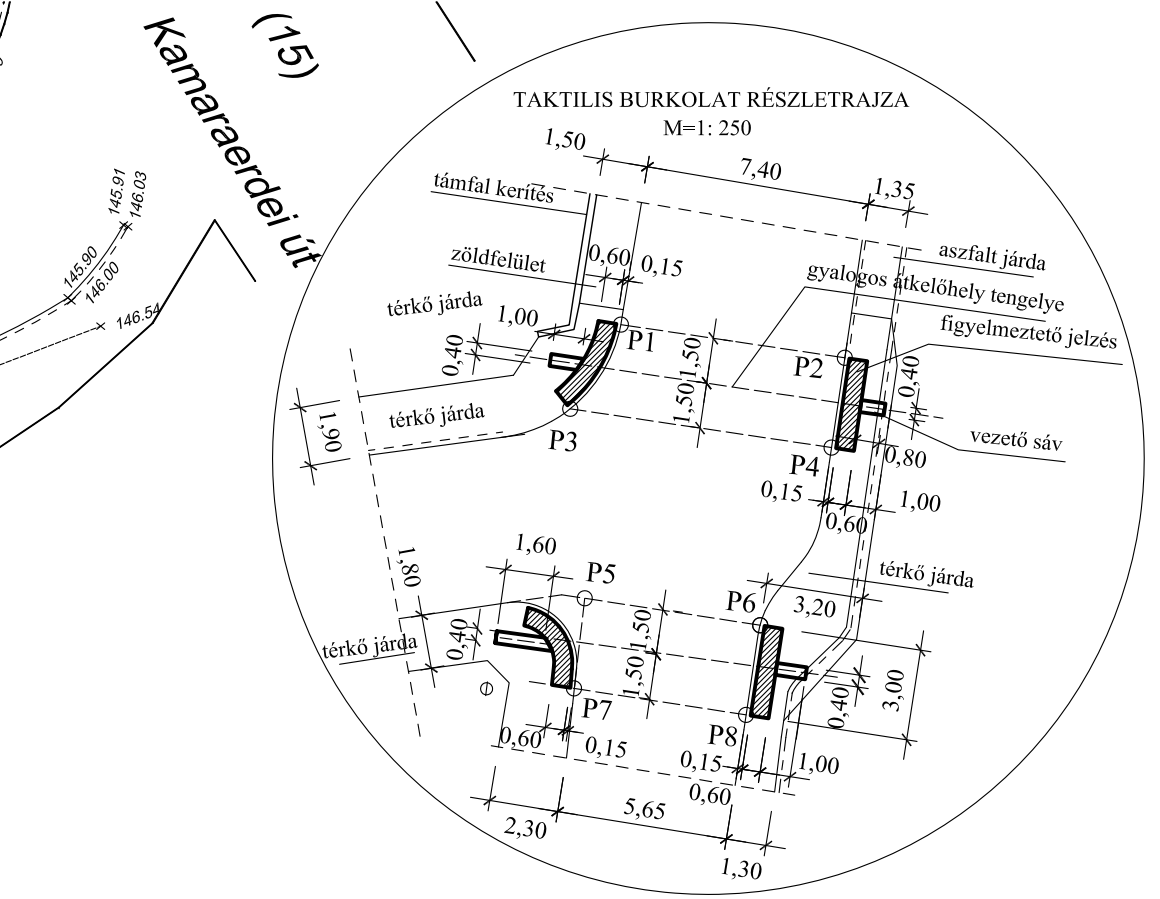 (15)
Kamaraerdei út
145.91
146.03
145.90
146.00
146.54
TAKTILIS BURKOLAT RÉSZLETRAJZA
M=1: 250
1,50
7,40
1,35
támfal kerítés
zöldfelület
0,60
0,15
aszfalt járda
gyalogos átkelőhely tengelye
figyelmeztető jelzés
térkő járda
1,00
0,40
P1
1,50
1,50
P2
0,40
1,90
térkő járda
P3
P4
vezető sáv
0,80
0,15
0,60
1,00
1,60
1,80
P5
P6
térkő járda
3,20
térkő járda
0,40
1,50
1,50
3,00
0,40
P7
P8
0,60
0,15
0,15
0,60
1,00
2,30
5,65
1,30